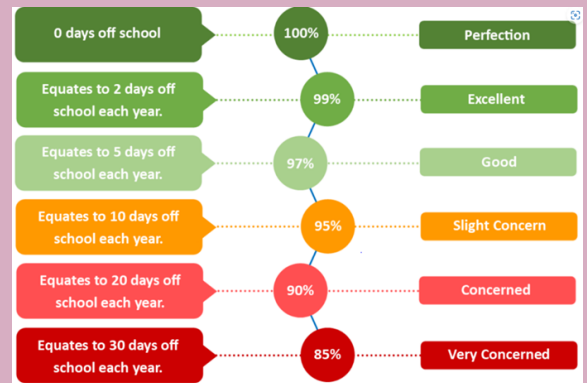 0 days off school
100%
Perfection
Equates to 2 days off
school each year.
99%
Excellent
Equates to 5 days off
school each year.
97%
Good
Equates to 10 days off
school each year.
95%
Slight Concern
Equates to 20 days off
school each year.
90%
Concerned
Equates to 30 days off
school each year.
85%
Very Concerned